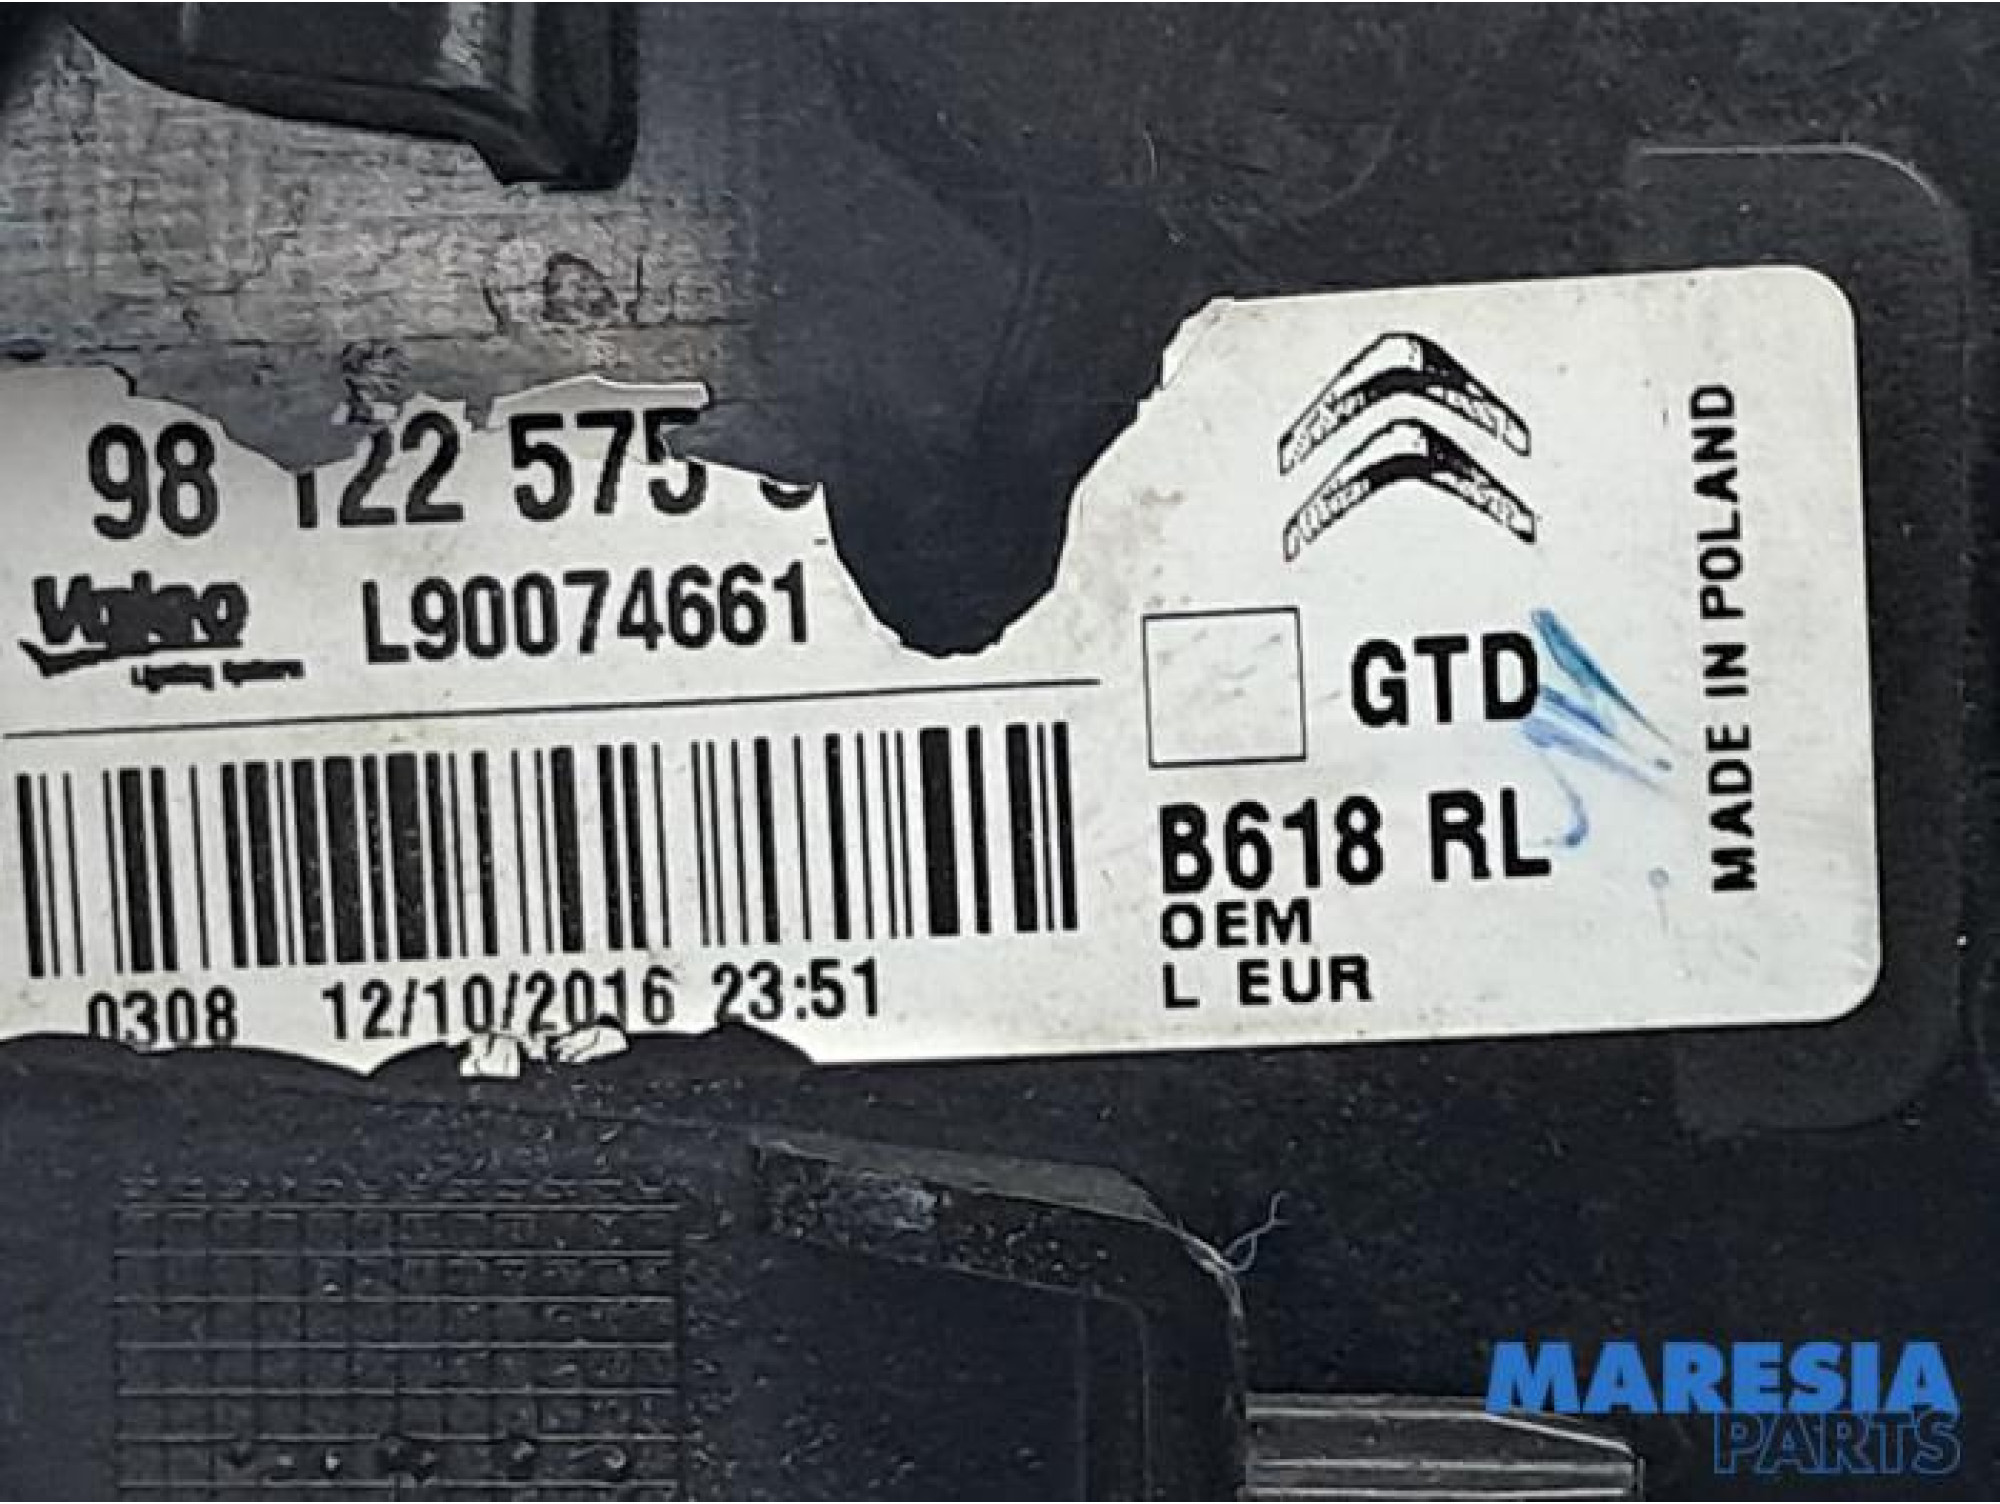 98 122 575
Valeo L90074661
0308 12/10/2016 23:51
GTD
B618 RL
OEM
L EUR
MADE IN POLAND
MARESIA
PARTS